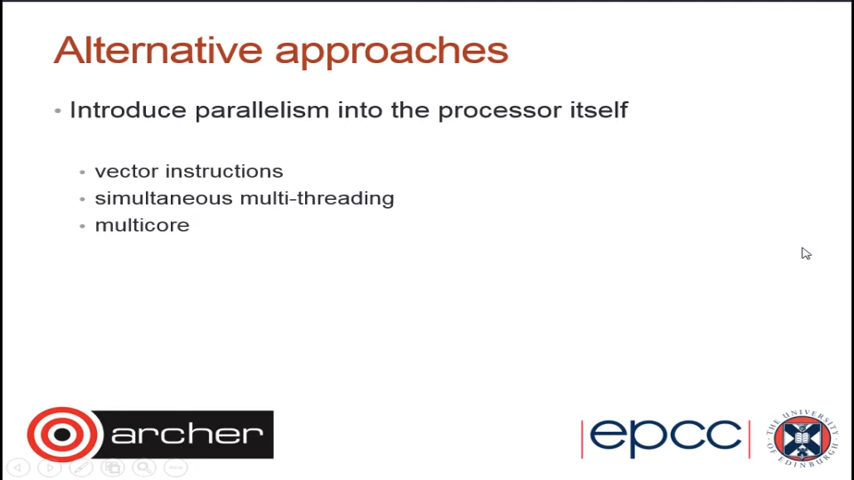 Alternative approaches
Introduce parallelism into the processor itself
vector instructions
simultaneous multi-threading
multicore
archer
epcc
THE UNIVERSITY OF EDINBURGH